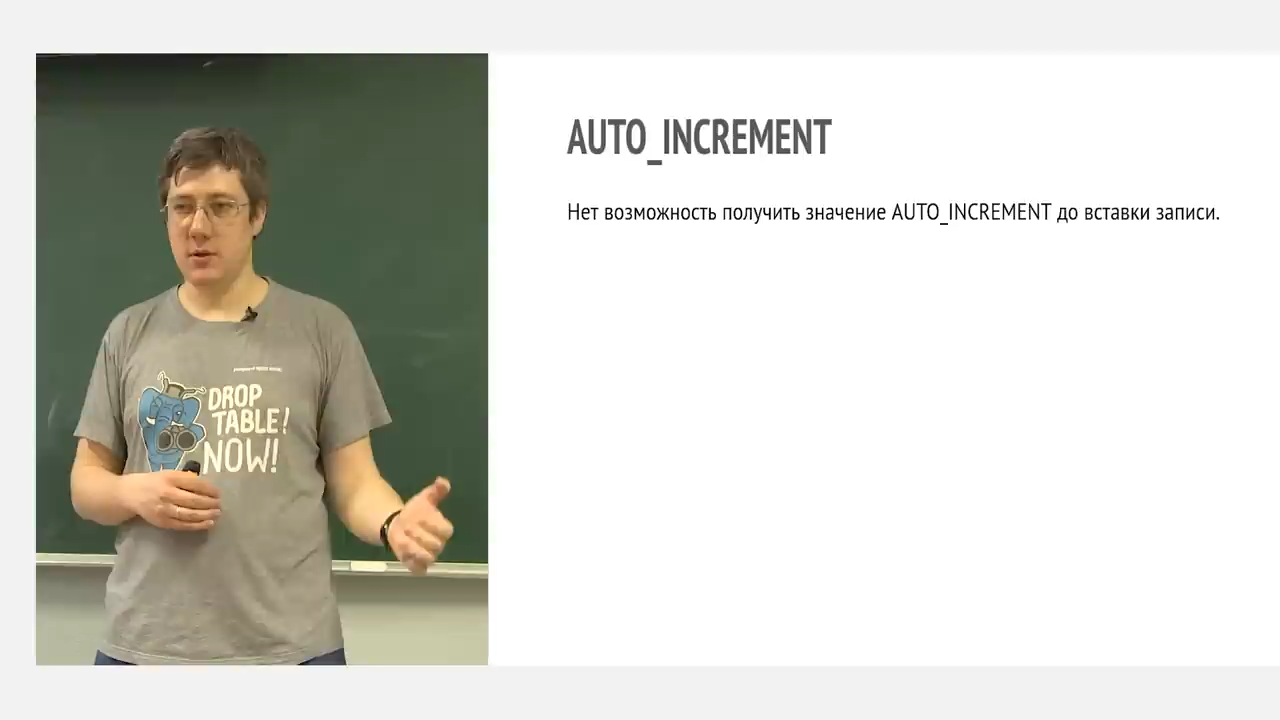 AUTO_INCREMENT
Нет возможность получить значение AUTO_INCREMENT до вставки записи.
DROP
TABLE!
NOW!